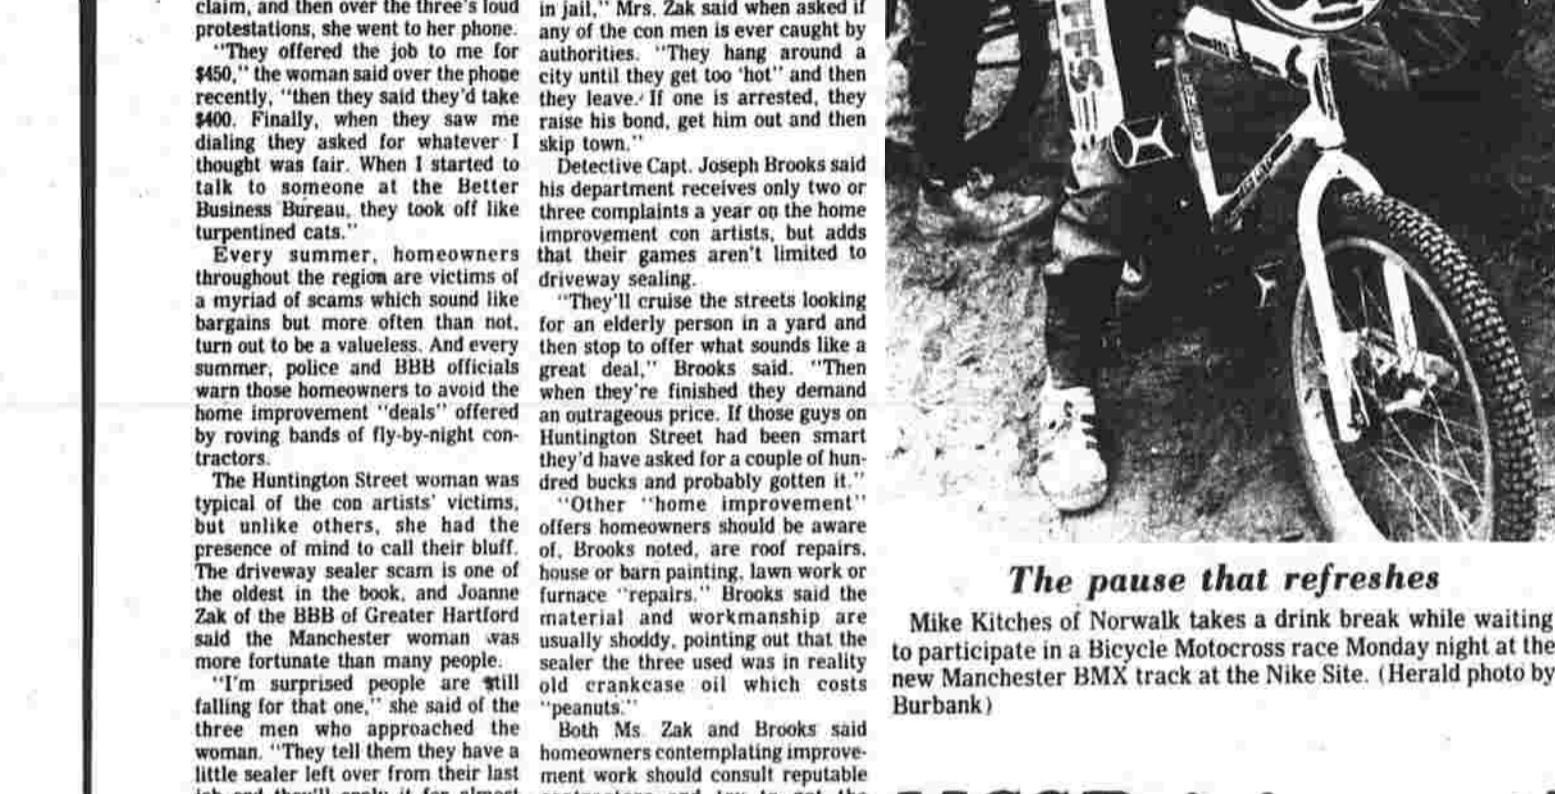 claim, and then over the three's loud
protestations, she went to her phone.
"They offered the job to me for
$450," the woman said over the phone
recently, "then they said they'd take
$400. Finally, when they saw me
dialing they asked for whatever I
thought was fair. When I started to
talk to someone at the Better
Business Bureau, they took off like
turpentined cats."
Every summer, homeowners
throughout the region are victims of
a myriad of scams which sound like
bargains but more often than not,
turn out to be a valueless. And every
summer, police and BBB officials
warn those homeowners to avoid the
home improvement "deals" offered
by roving bands of fly-by-night con-
tractors.
The Huntington Street woman was
typical of the con artists' victims,
but unlike others, she had the
presence of mind to call their bluff.
The driveway sealer scam is one of
the oldest in the book, and Joanne
Zak of the BBB of Greater Hartford
said the Manchester woman was
more fortunate than many people.
"I'm surprised people are still
falling for that one," she said of the
three men who approached the
woman. "They tell them they have a
little sealer left over from their last
job and they'll apply it for almost
in jail," Mrs. Zak said when asked if
any of the con men is ever caught by
authorities. "They hang around a
city until they get too 'hot" and then
they leave. If one is arrested, they
raise his bond, get him out and then
skip town."
Detective Capt. Joseph Brooks said
his department receives only two or
three complaints a year on the home
improvement con artists, but adds
that their games aren't limited to
driveway sealing.
"They'll cruise the streets looking
for an elderly person in a yard and
then stop to offer what sounds like a
great deal," Brooks said. "Then
when they're finished they demand
an outrageous price. If those guys on
Huntington Street had been smart
they'd have asked for a couple of hun-
dred bucks and probably gotten it."
"Other "home improvement"
offers homeowners should be aware
of, Brooks noted, are roof repairs,
house or barn painting, lawn work or
furnace "repairs." Brooks said the
material and workmanship are
usually shoddy, pointing out that the
sealer the three used was in reality
old crankcase oil which costs
"peanuts."
Both Ms. Zak and Brooks said
homeowners contemplating improve-
ment work should consult reputable
The pause that refreshes
Mike Kitches of Norwalk takes a drink break while waiting
to participate in a Bicycle Motocross race Monday night at the
new Manchester BMX track at the Nike Site. (Herald photo by
Burbank)